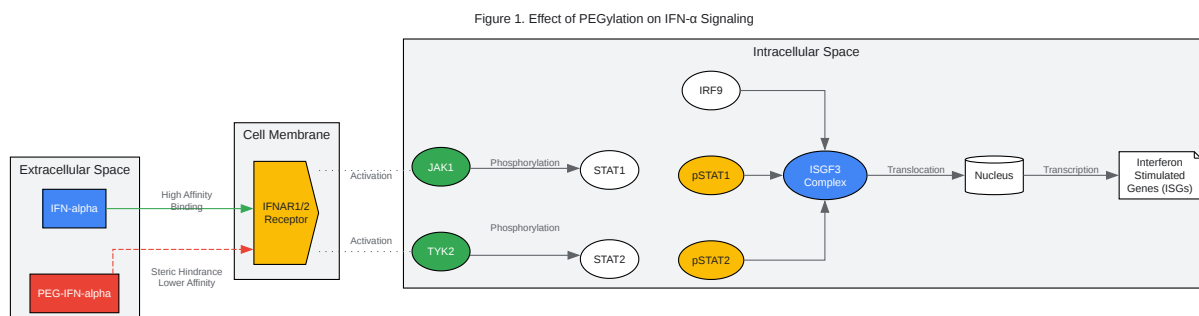 Figure 1. Effect of PEGylation on IFN-α Signaling
Intracellular Space
Cell Membrane
Extracellular Space
IFN-alpha
High Affinity
Binding
PEG-IFN-alpha
Steric Hindrance
Lower Affinity
IFNAR1/2
Receptor
Activation
Activation
JAK1
Phosphorylation
STAT1
TYK2
Phosphorylation
STAT2
IRF9
pSTAT1
pSTAT2
ISGF3
Complex
Translocation
Nucleus
Transcription
Interferon
Stimulated
Genes (ISGs)